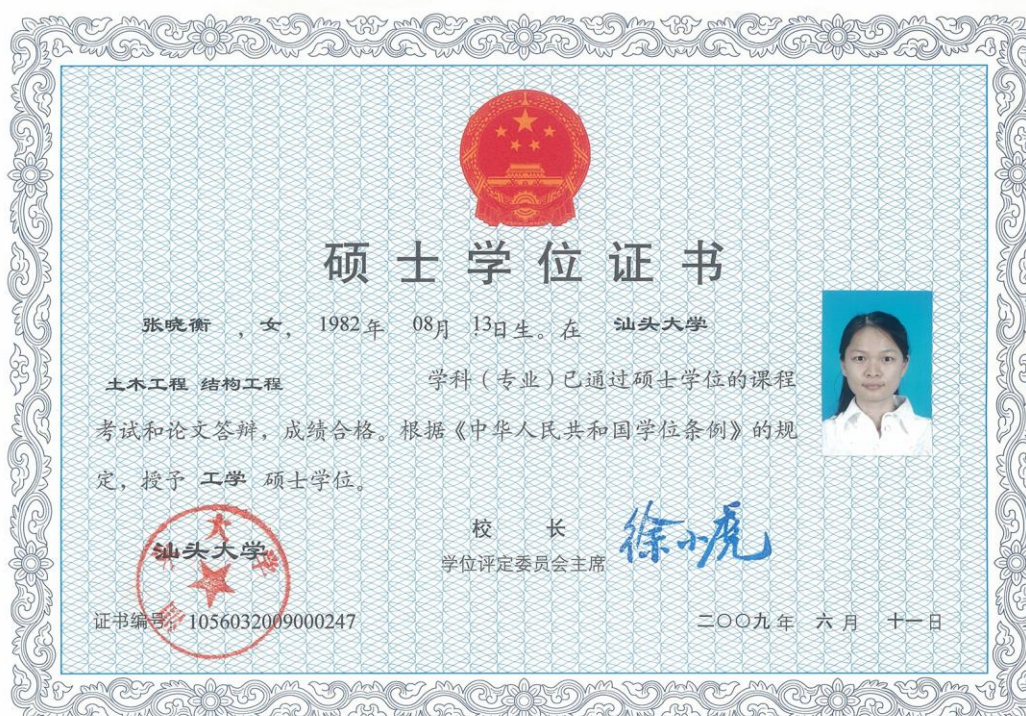 硕士学位证书
张晓衡 , 女, 1982年 08月 13日生。在 汕头大学
土木工程 结构工程 学科(专业)已通过硕士学位的课程
考试和论文答辩,成绩合格。根据《中华人民共和国学位条例》的规
定,授予 工学 硕士学位。
汕头大学
校 长 徐小虎
学位评定委员会主席
证书编号: 1056032009000247
二〇〇九年 六月 十一日